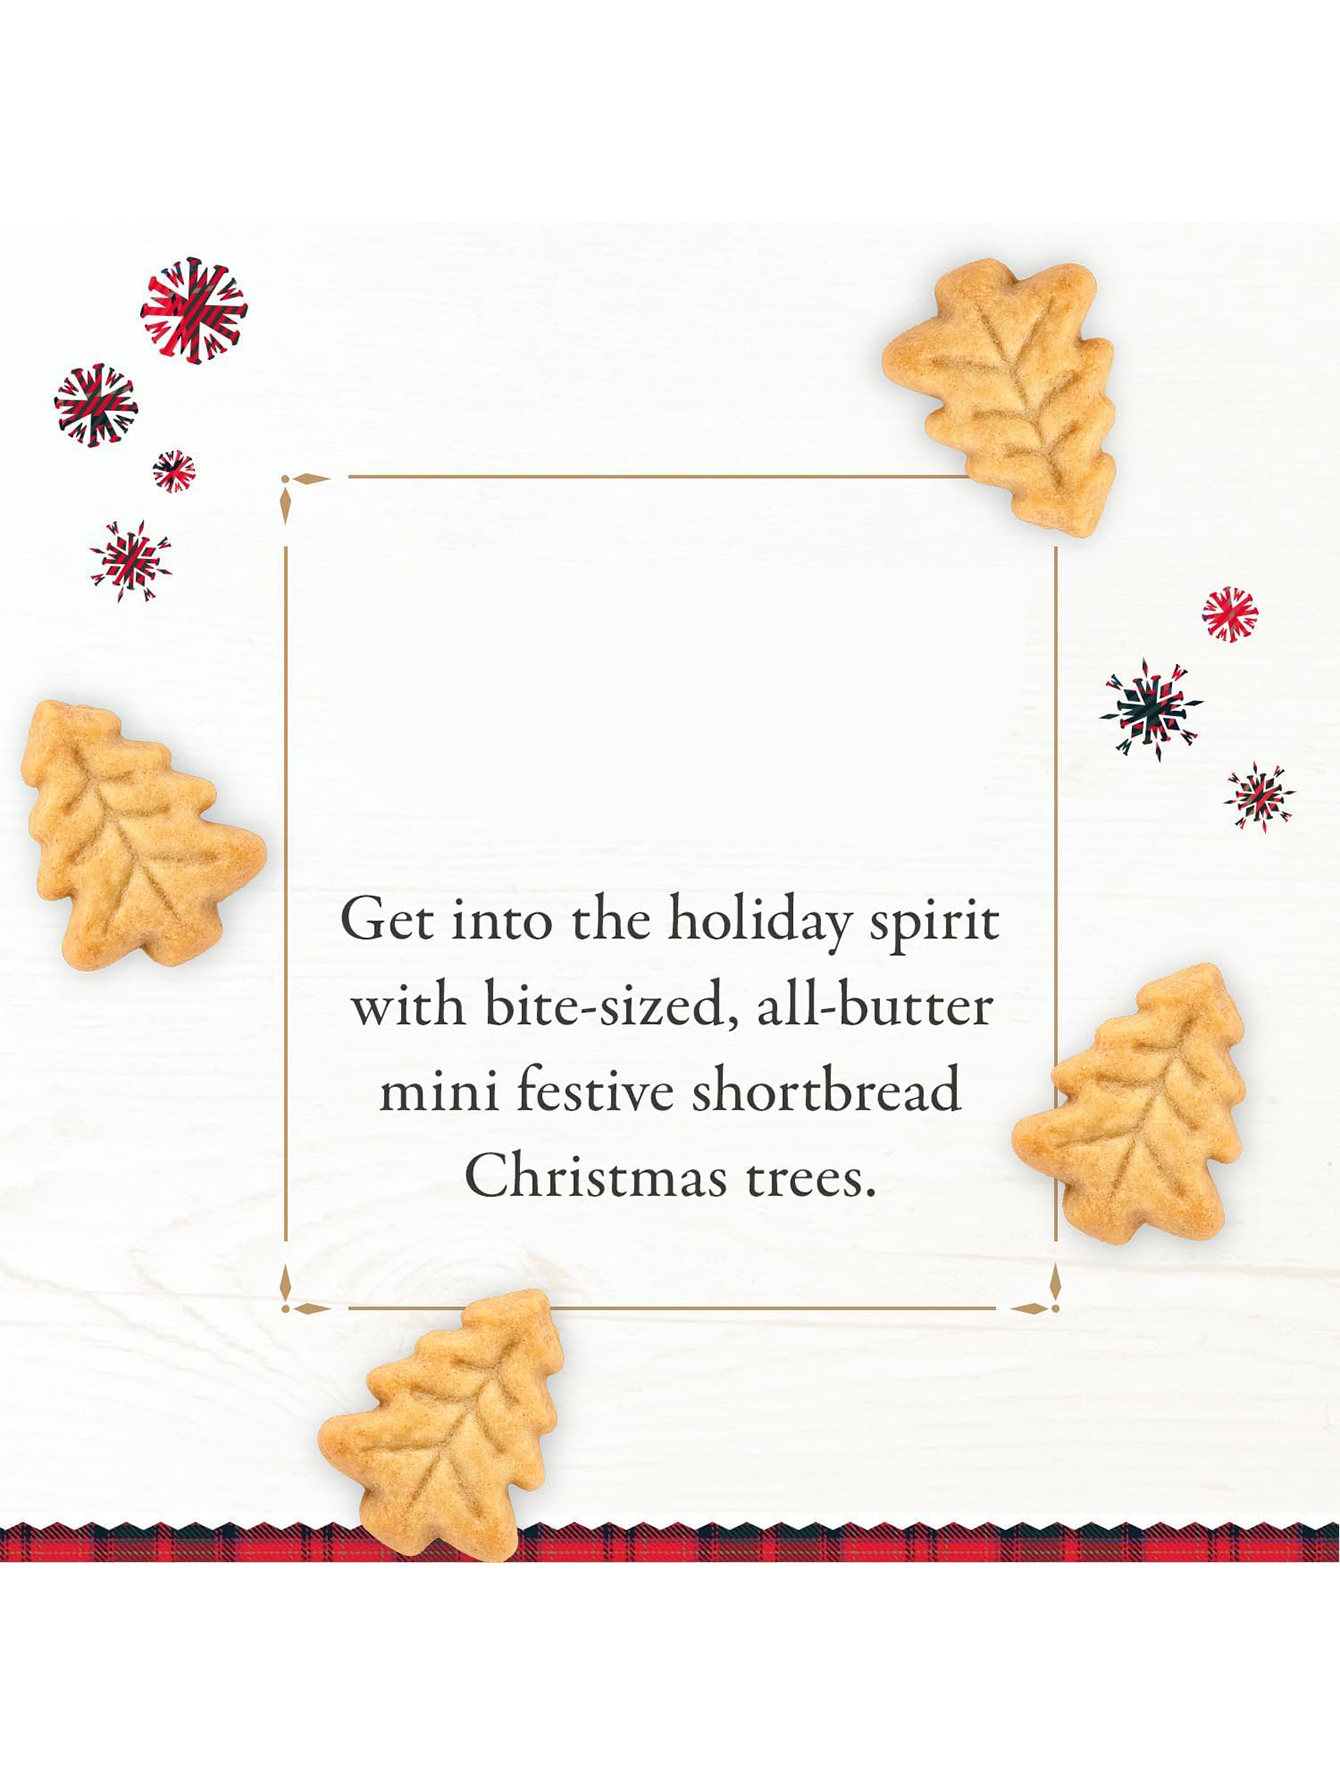 Get into the holiday spirit
with bite-sized, all-butter
mini festive shortbread
Christmas trees.